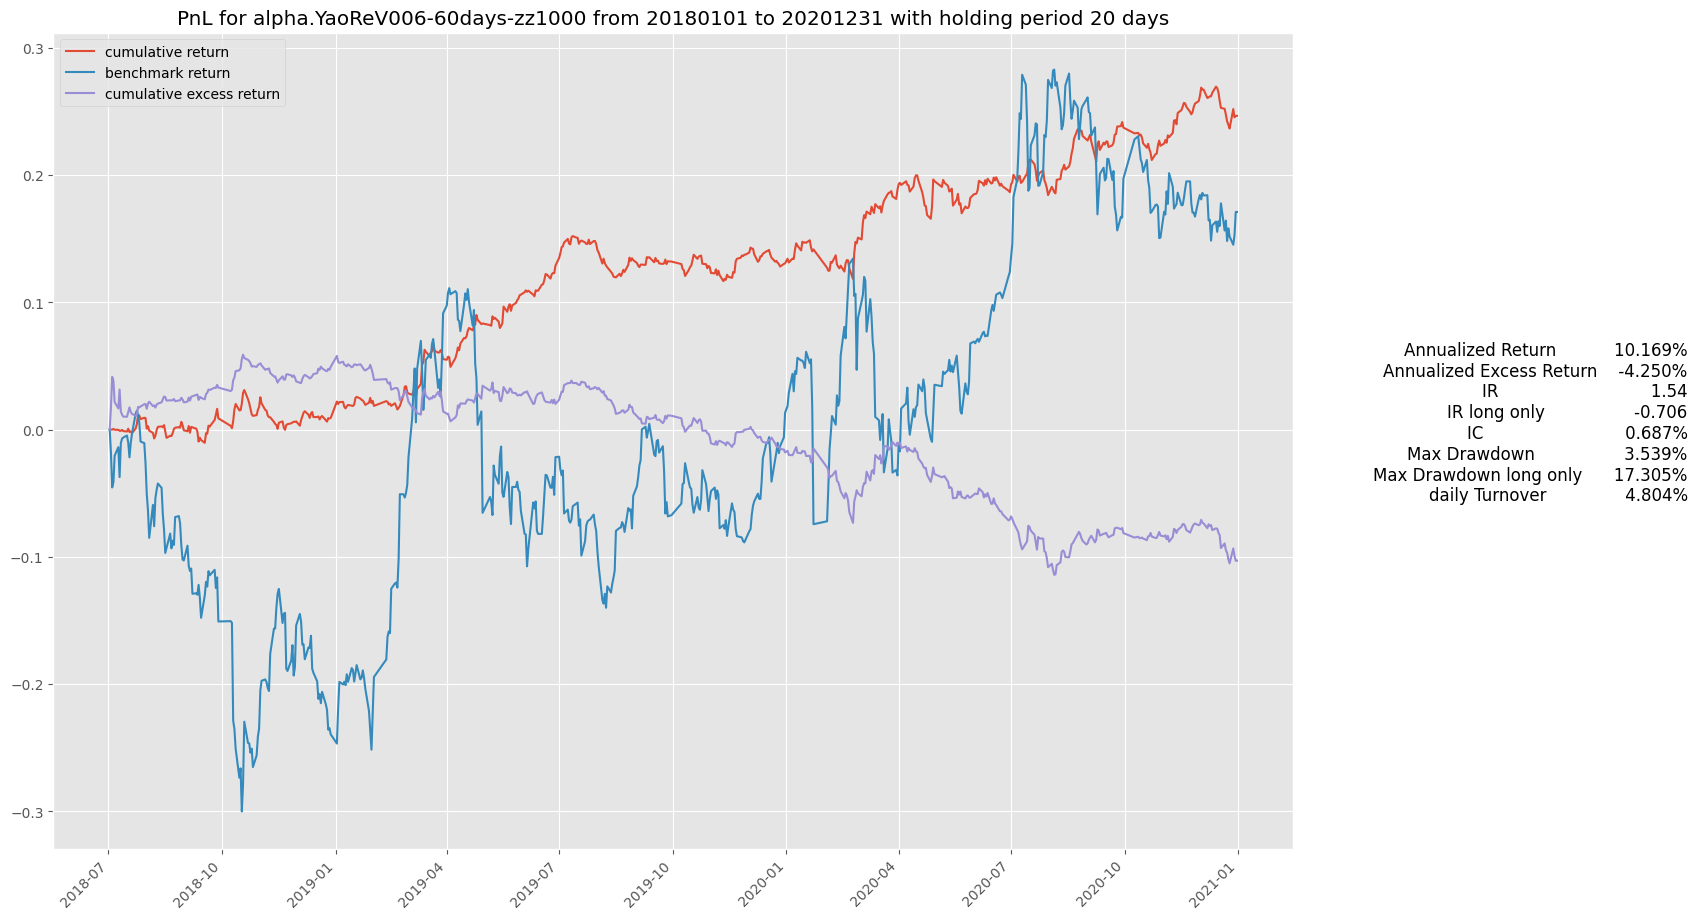 PnL for alpha.YaoReV006-60days-zz1000 from 20180101 to 20201231 with holding period 20 days
cumulative return
benchmark return
cumulative excess return
0.3
0.2
0.1
0.0
−0.1
−0.2
−0.3
2018-07
2018-10
2019-01
2019-04
2019-07
2019-10
2020-01
2020-04
2020-07
2020-10
2021-01
Annualized Return 10.169%
Annualized Excess Return -4.250%
IR 1.54
IR long only -0.706
IC 0.687%
Max Drawdown 3.539%
Max Drawdown long only 17.305%
daily Turnover 4.804%